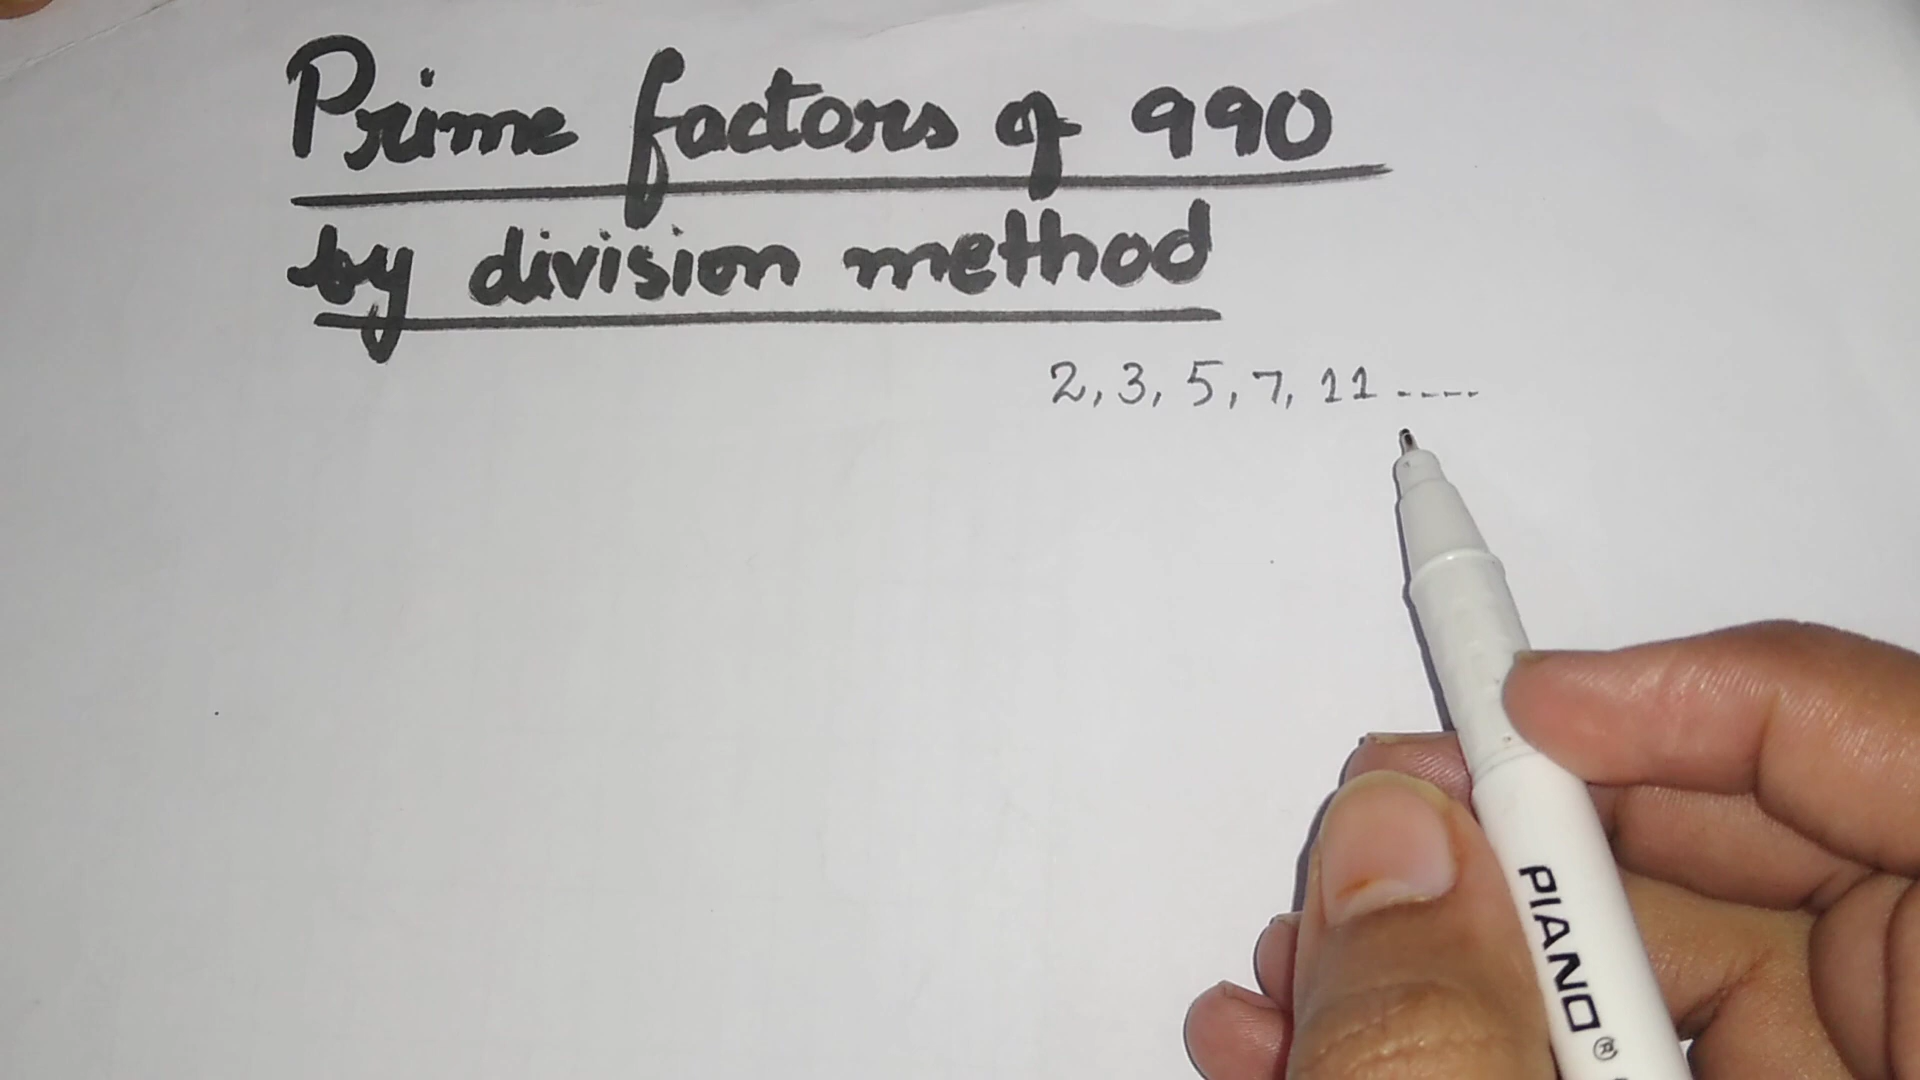 Prime factors of 990
by division method
2, 3, 5, 7, 11 -----
PIANO®